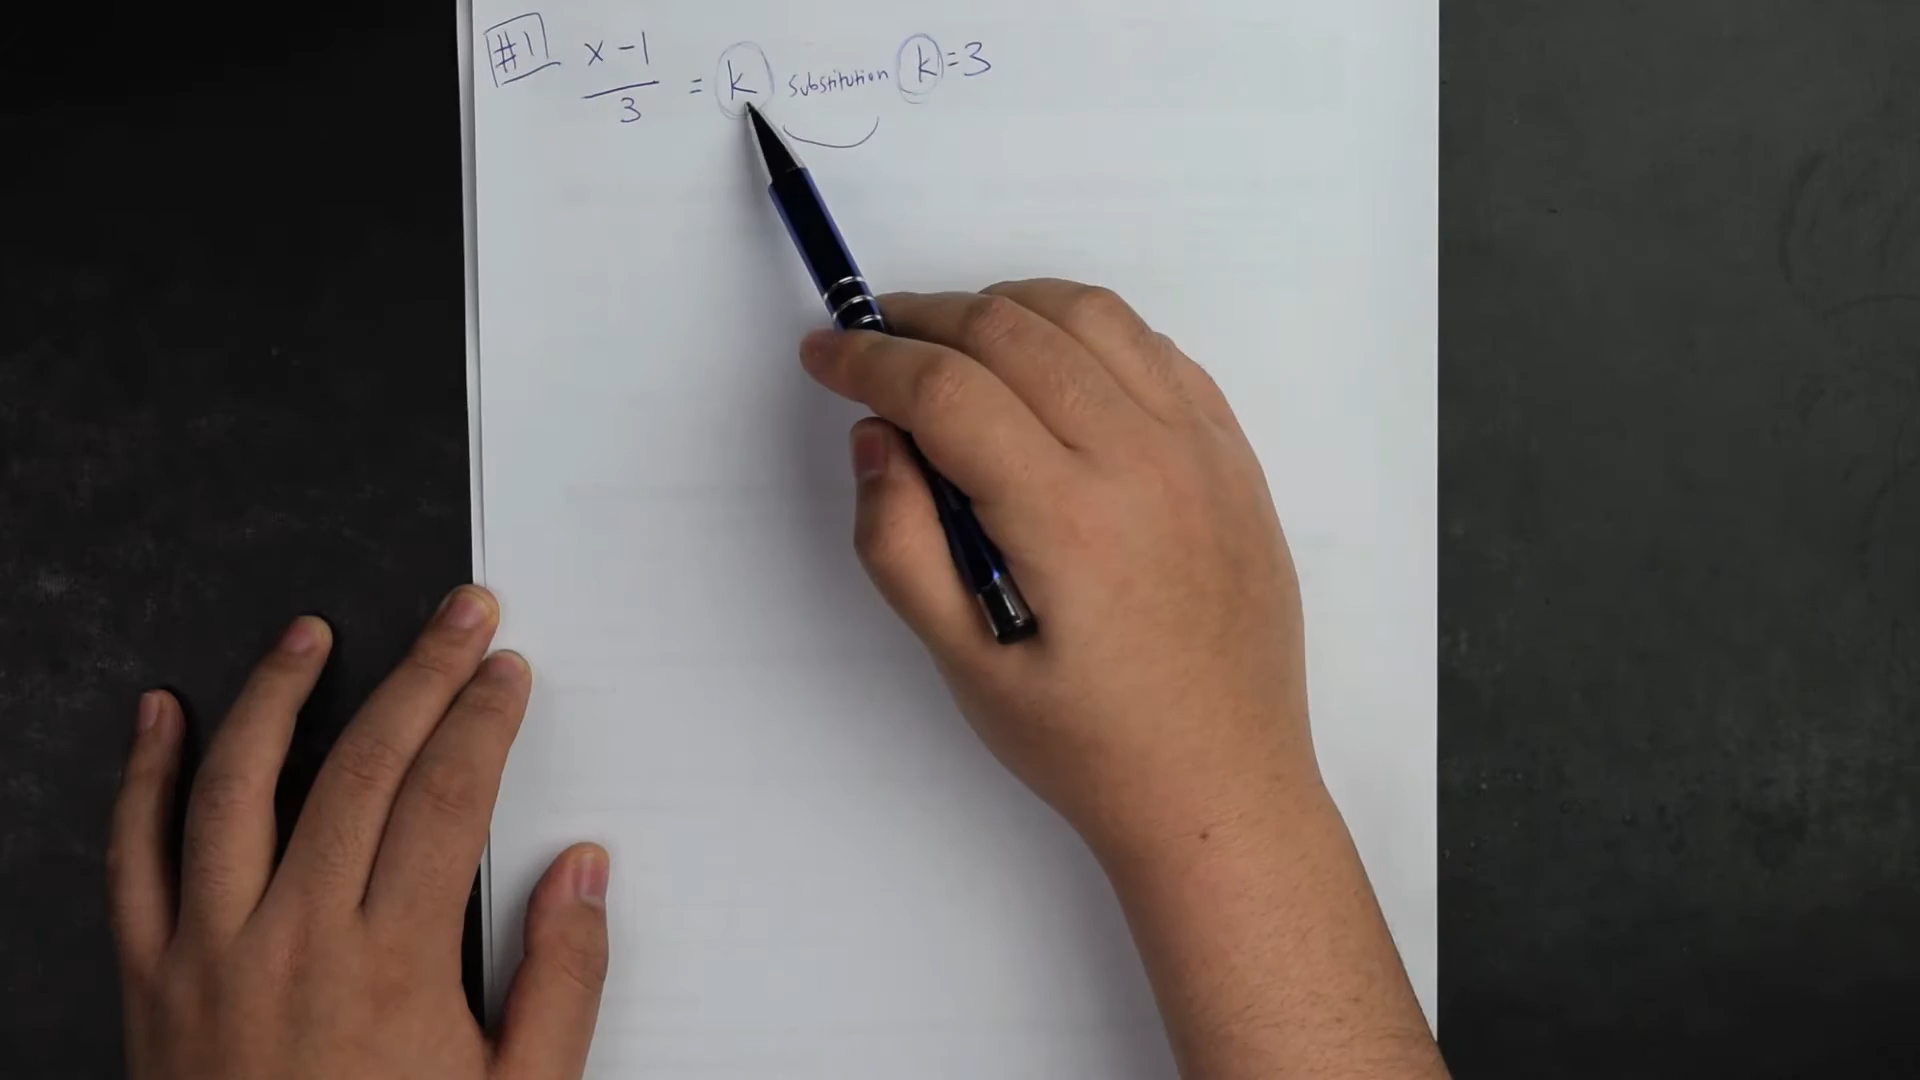 #1 x-1/3 = k substitution k=3